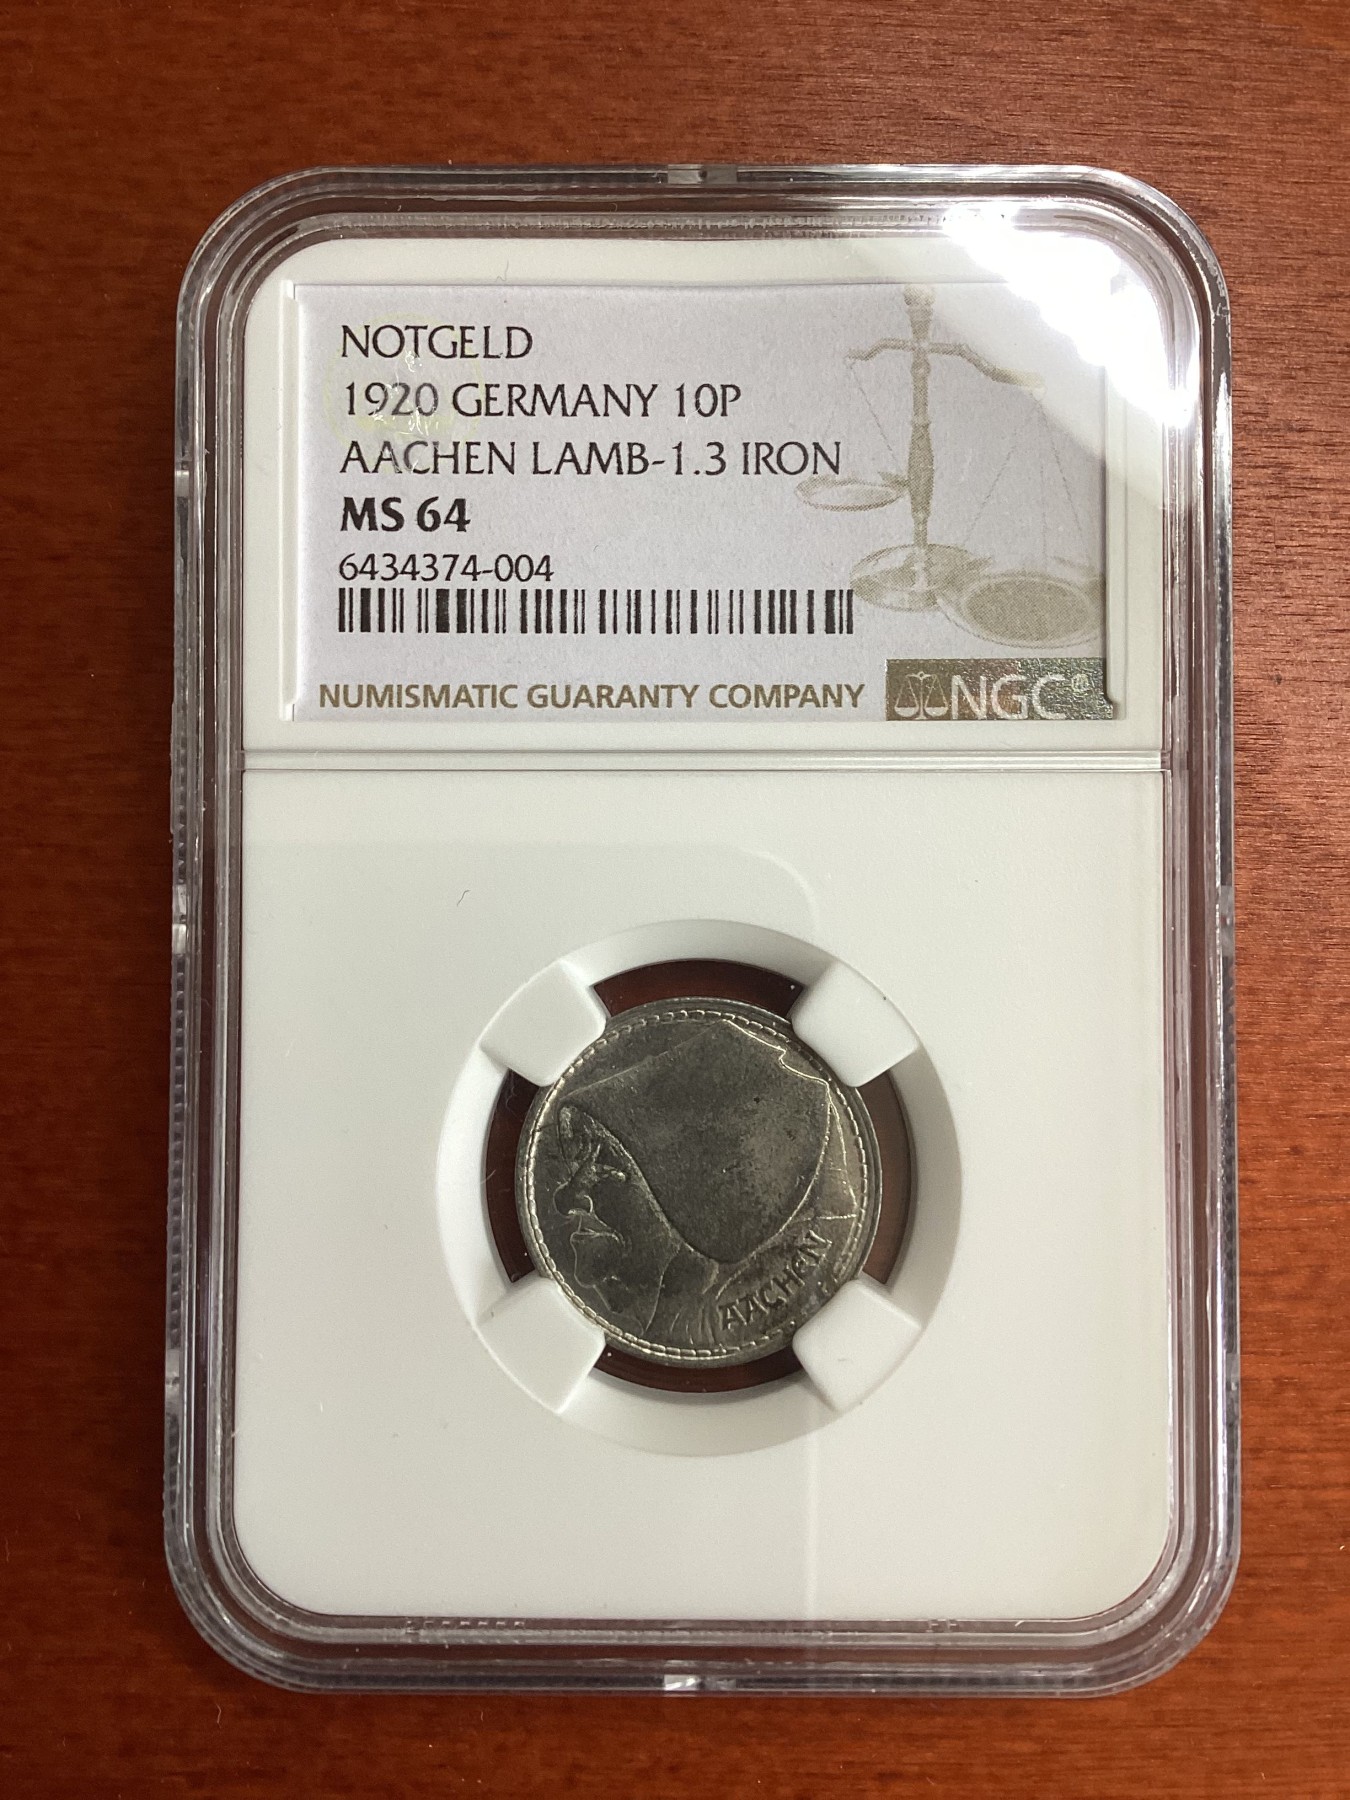 NOTGELD
1920 GERMANY 10P
AACHEN LAMB-1.3 IRON
MS 64
6434374-004
NUMISMATIC GUARANTY COMPANY
NGC®
AACHEN